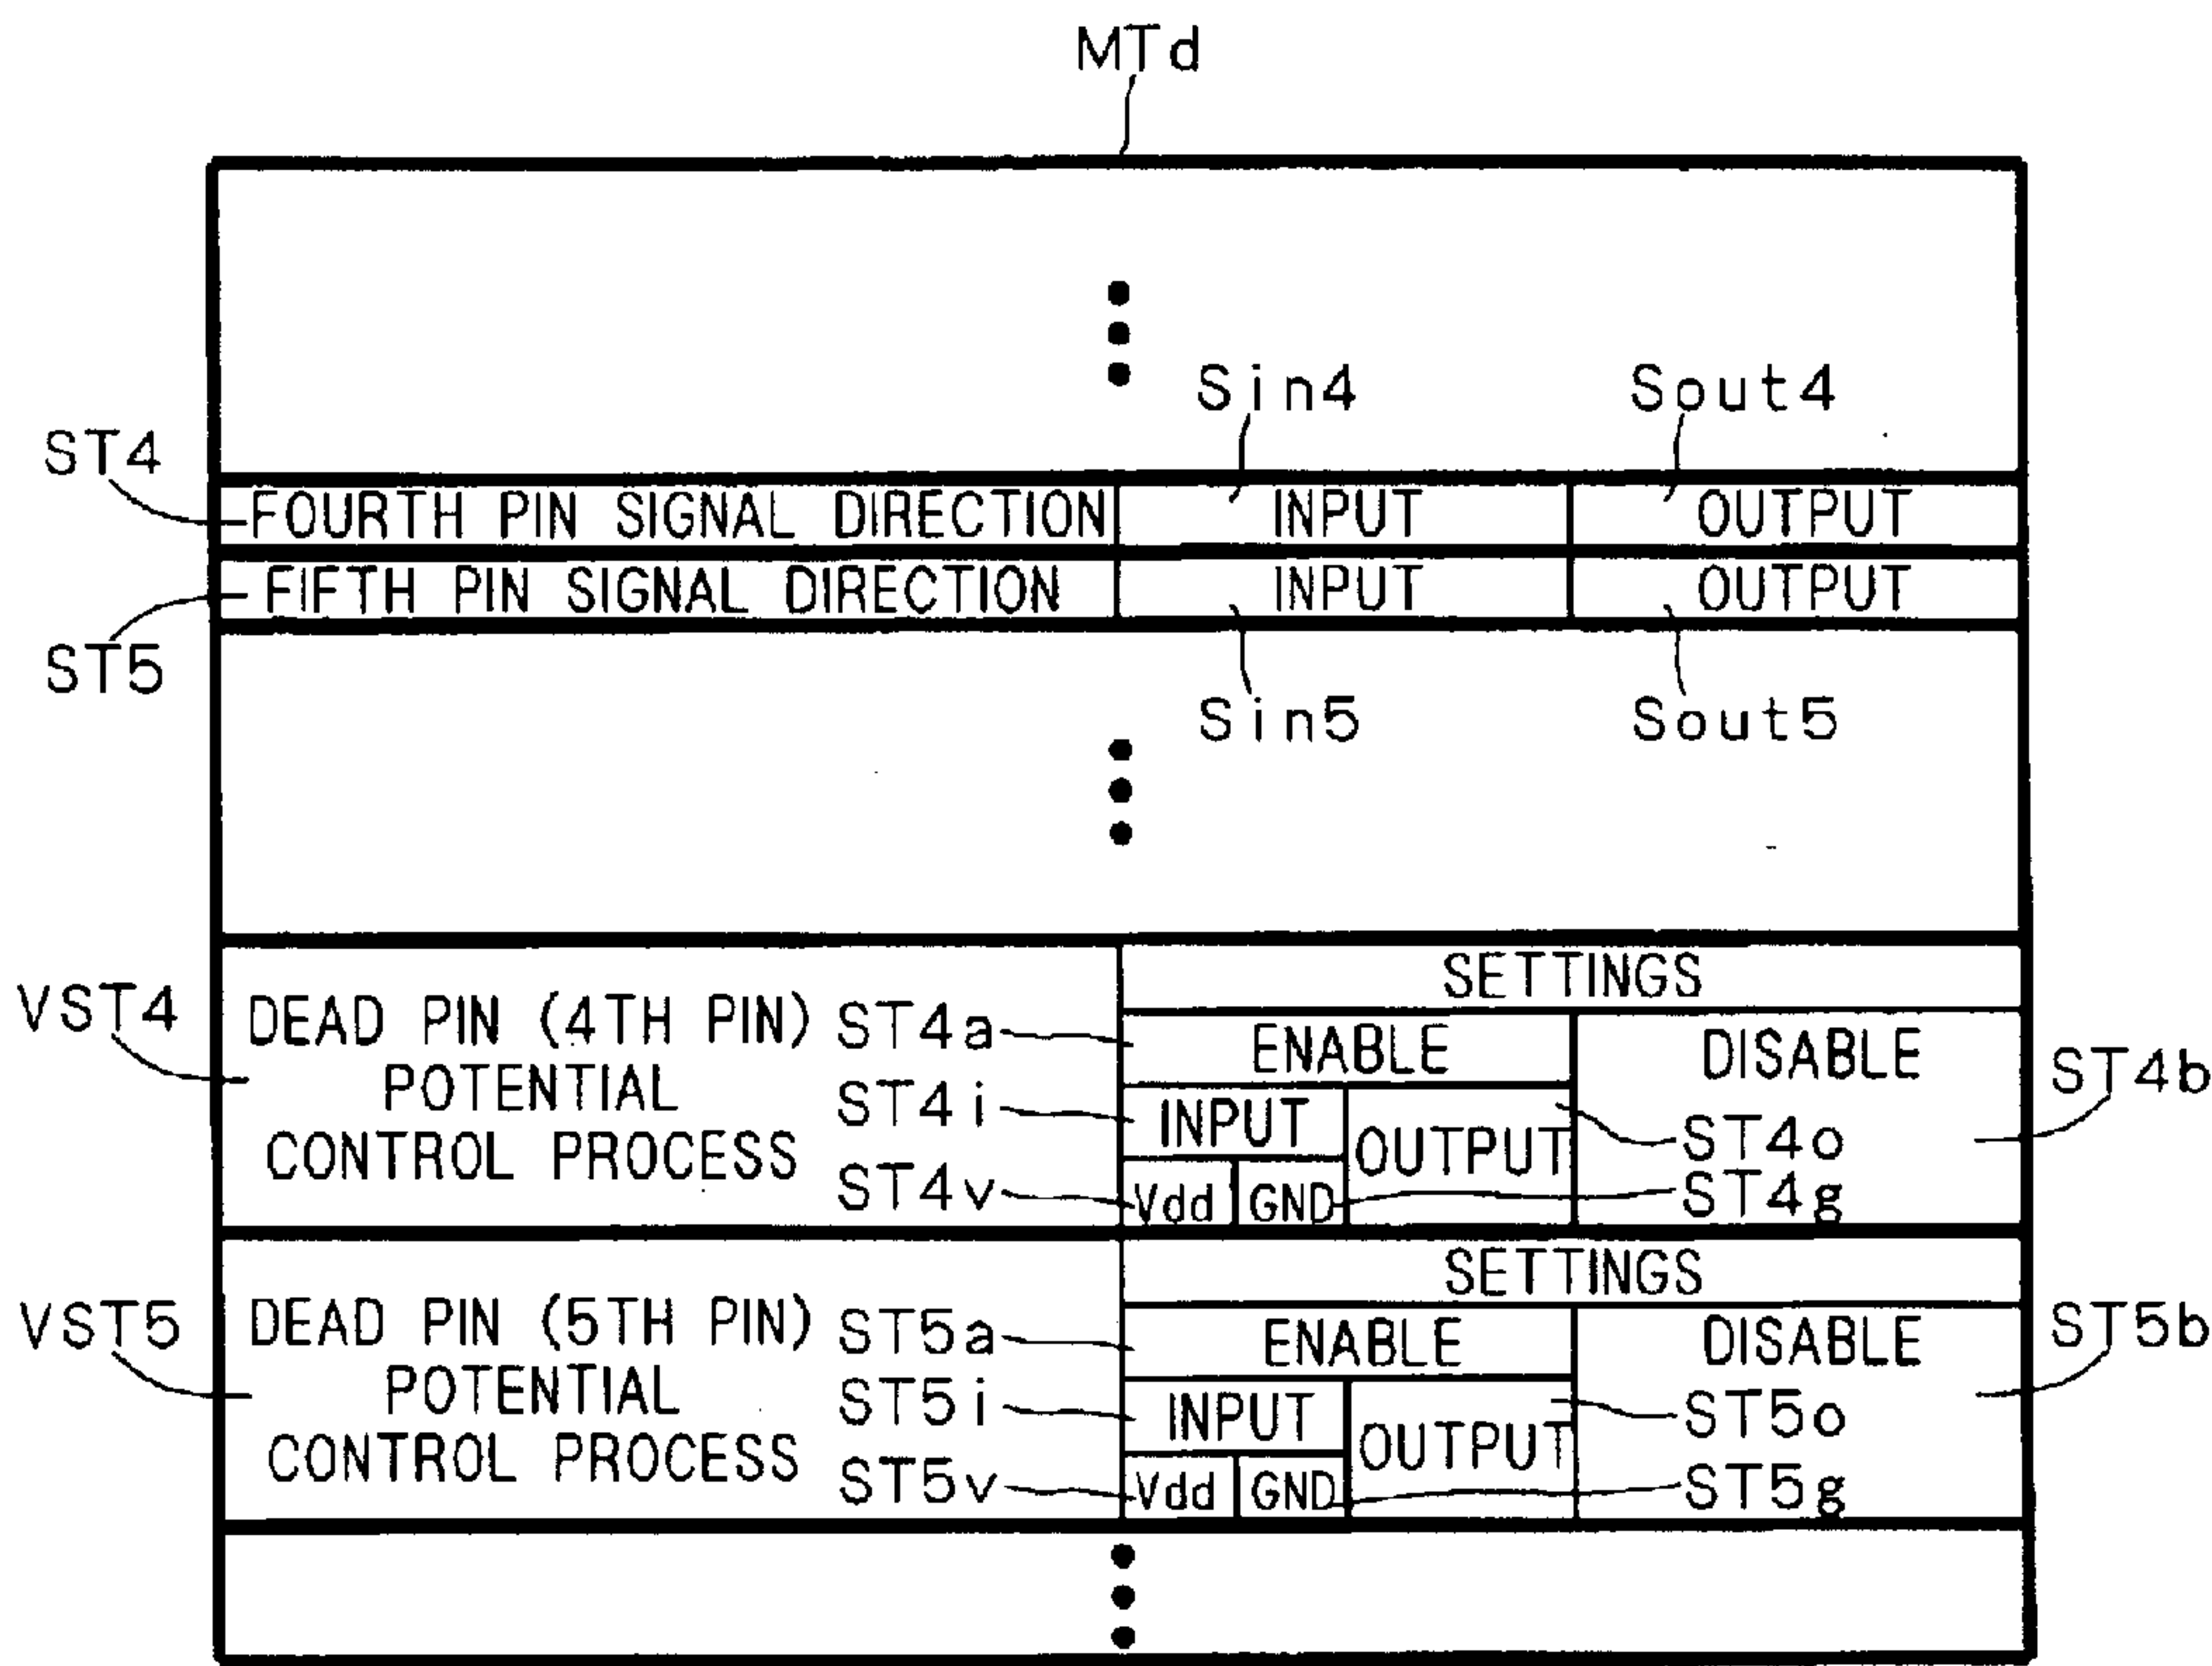 MTd
Sin4 Sout4
ST4
FOURTH PIN SIGNAL DIRECTION INPUT OUTPUT
FIFTH PIN SIGNAL DIRECTION INPUT OUTPUT
ST5
Sin5 Sout5
SETTINGS
VST4 DEAD PIN (4TH PIN) ST4a ENABLE DISABLE ST4b
POTENTIAL ST4i INPUT OUTPUT ST4o
CONTROL PROCESS ST4v Vdd GND ST4g
SETTINGS
VST5 DEAD PIN (5TH PIN) ST5a ENABLE DISABLE ST5b
POTENTIAL ST5i INPUT OUTPUT ST5o
CONTROL PROCESS ST5v Vdd GND ST5g